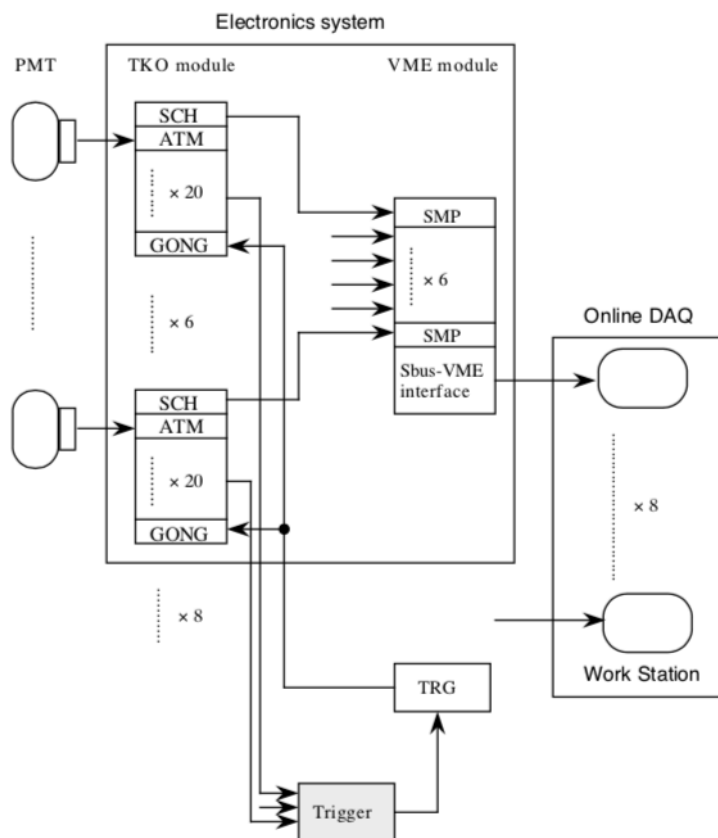 Electronics system
PMT
TKO module
VME module
SCH
ATM
× 20
GONG
SMP
× 6
× 6
SMP
Sbus-VME
interface
Online DAQ
SCH
ATM
× 20
GONG
× 8
× 8
Work Station
TRG
Trigger